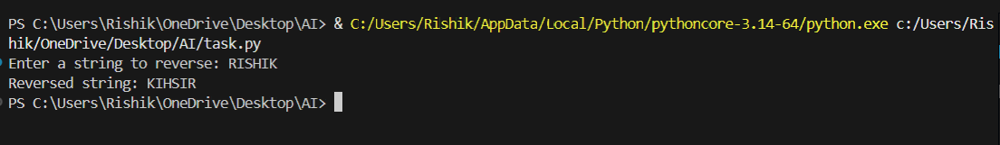 PS C:\Users\Rishik\OneDrive\Desktop\AI> & C:/Users/Rishik/AppData/Local/Python/pythoncore-3.14-64/python.exe c:/Users/Ris
hik/OneDrive/Desktop/AI/task.py
Enter a string to reverse: RISHIK
Reversed string: KIHSIR
PS C:\Users\Rishik\OneDrive\Desktop\AI>